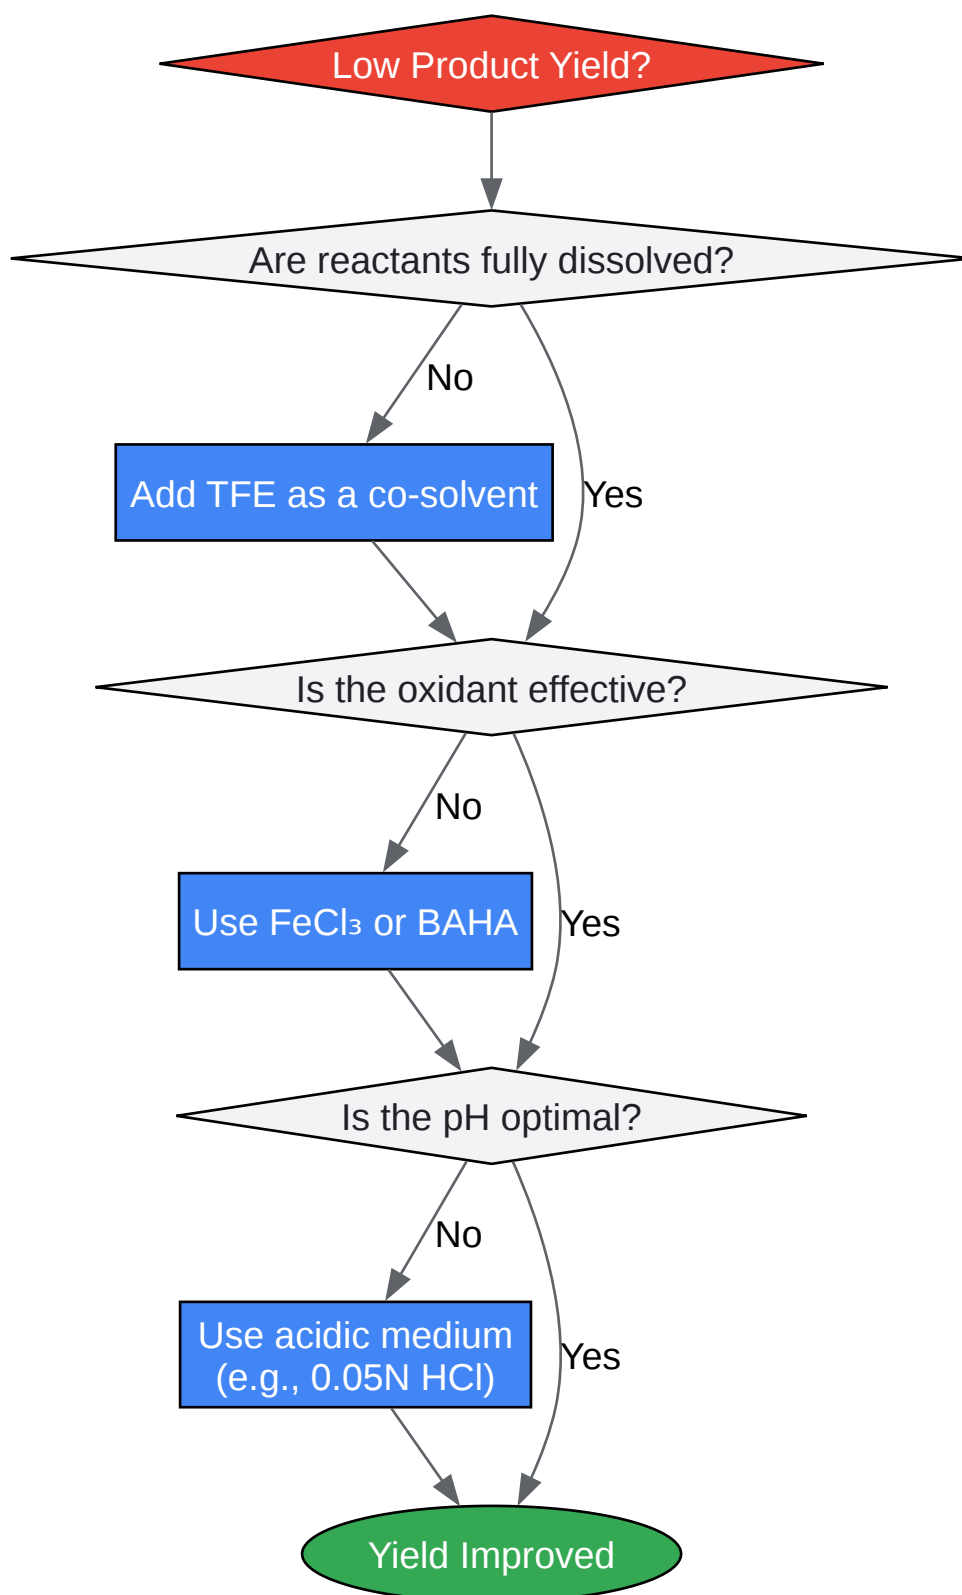 Low Product Yield?
Are reactants fully dissolved?
No
Add TFE as a co-solvent
Yes
Is the oxidant effective?
No
Use FeCl₃ or BAHA
Yes
Is the pH optimal?
No
Use acidic medium
(e.g., 0.05N HCl)
Yes
Yield Improved